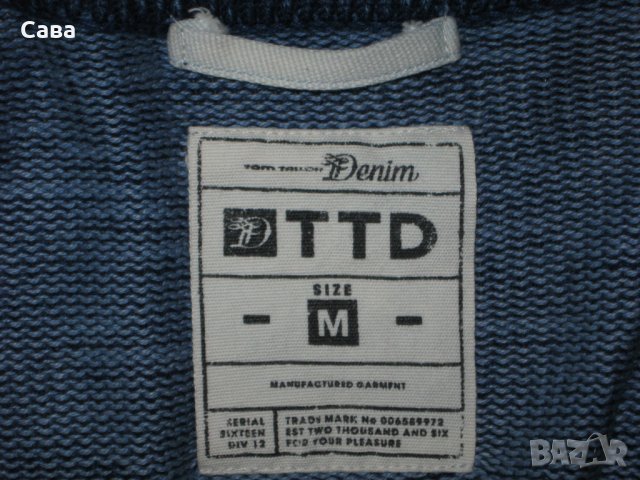 Сава
TOM TAILOR Denim
TTD
SIZE
- M -
MANUFACTURED GARMENT
SERIAL
SIXTEEN
DIV 12
TRADE MARK No 006589972
EST TWO THOUSAND AND SIX
FOR YOUR PLEASURE
BAZAR